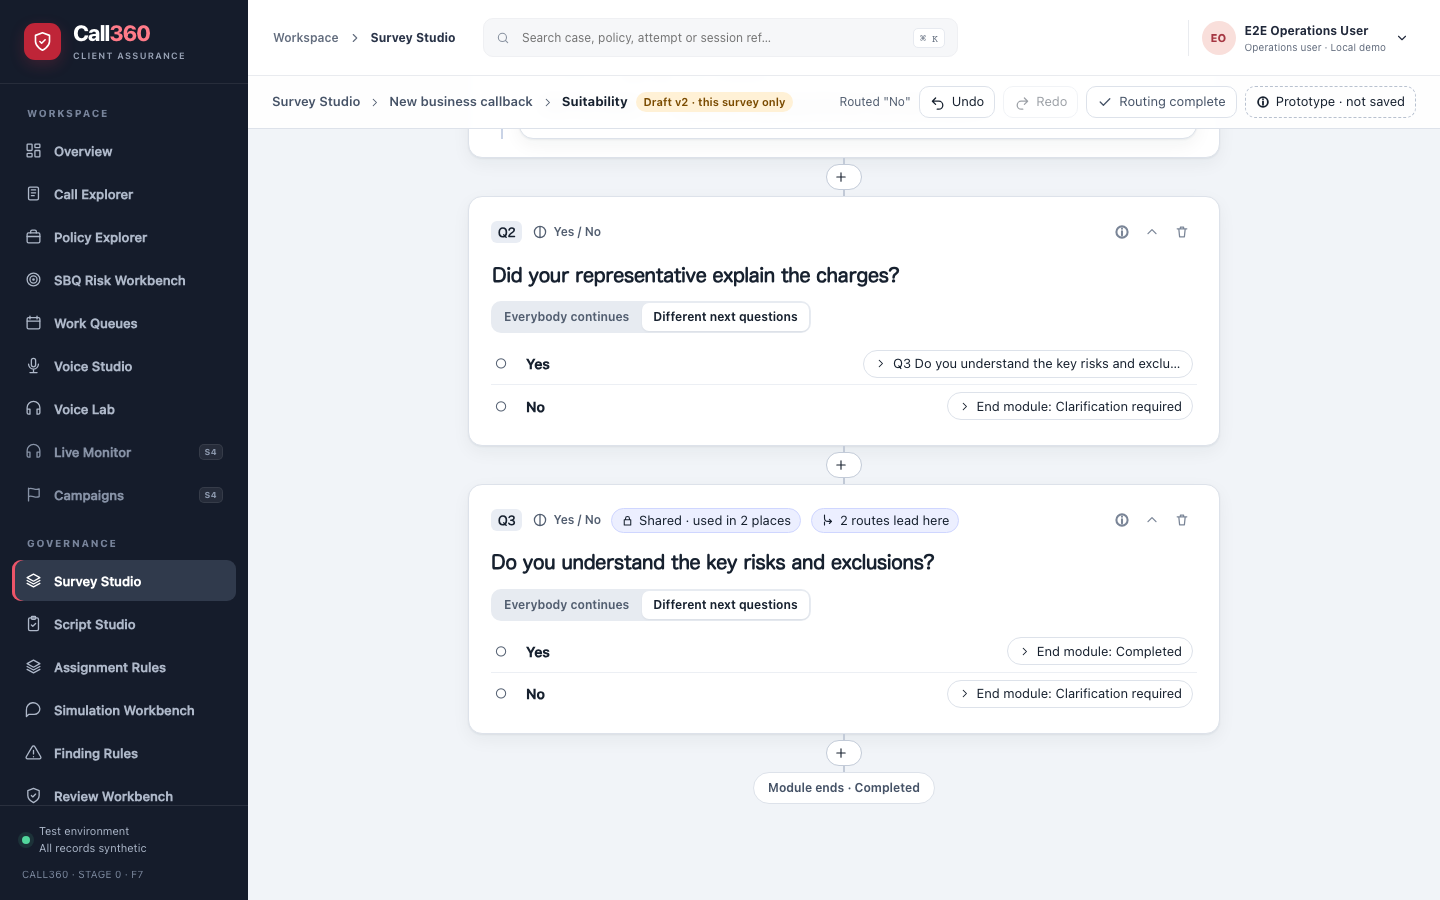 Call360
CLIENT ASSURANCE
WORKSPACE
Overview
Call Explorer
Policy Explorer
SBQ Risk Workbench
Work Queues
Voice Studio
Voice Lab
Live Monitor S4
Campaigns S4
GOVERNANCE
Survey Studio
Script Studio
Assignment Rules
Simulation Workbench
Finding Rules
Review Workbench
Test environment
All records synthetic
CALL360 · STAGE 0 · F7
Workspace > Survey Studio
Search case, policy, attempt or session ref... ⌘ K
EO
E2E Operations User
Operations user · Local demo
Survey Studio > New business callback > Suitability Draft v2 · this survey only
Routed "No" Undo Redo Routing complete Prototype · not saved
Q2 Yes / No
Did your representative explain the charges?
Everybody continues Different next questions
Yes Q3 Do you understand the key risks and exclu...
No End module: Clarification required
Q3 Yes / No Shared · used in 2 places 2 routes lead here
Do you understand the key risks and exclusions?
Everybody continues Different next questions
Yes End module: Completed
No End module: Clarification required
Module ends · Completed